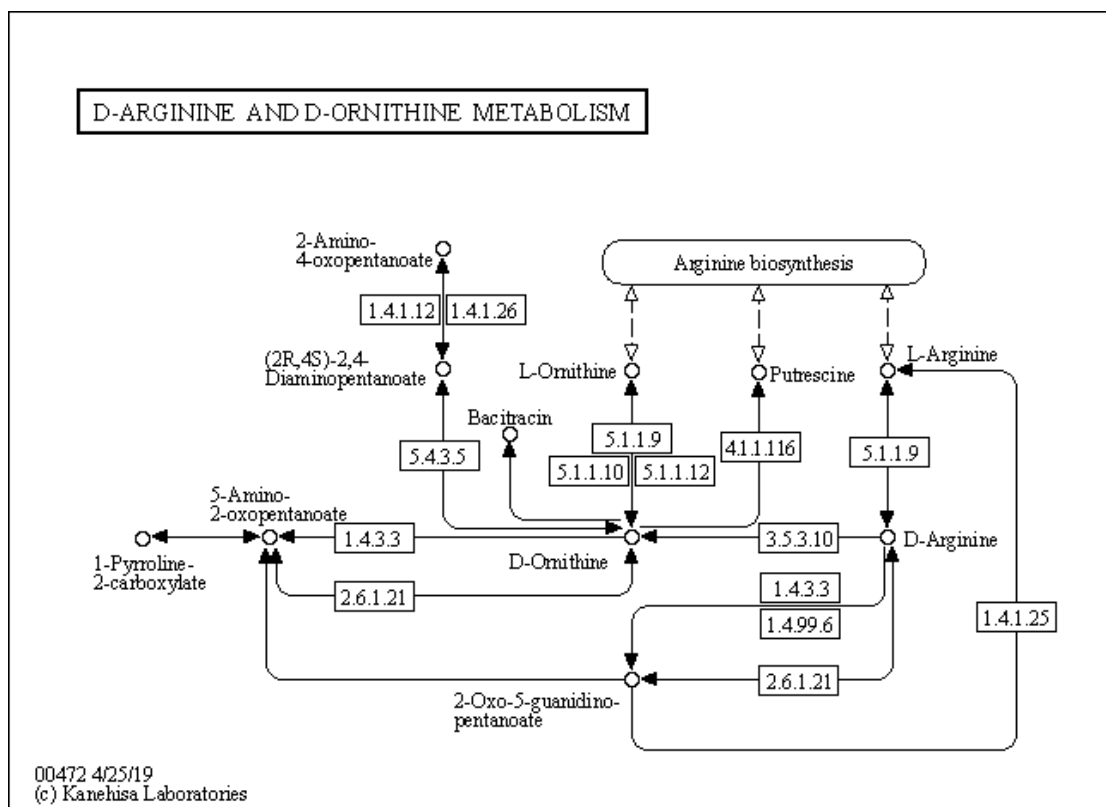 D-ARGININE AND D-ORNITHINE METABOLISM
2-Amino-
4-oxopentanoate
Arginine biosynthesis
1.4.1.12
1.4.1.26
(2R,4S)-2,4-
Diaminopentanoate
L-Ornithine
Putrescine
L-Arginine
Bacitracin
5.4.3.5
5.1.1.9
5.1.1.10
5.1.1.12
4.1.1.116
5.1.1.9
5-Amino-
2-oxopentanoate
1.4.3.3
3.5.3.10
1-Pyrroline-
2-carboxylate
D-Ornithine
D-Arginine
2.6.1.21
1.4.3.3
1.4.99.6
1.4.1.25
2.6.1.21
2-Oxo-5-guanidino-
pentanoate
00472 4/25/19
(c) Kanehisa Laboratories